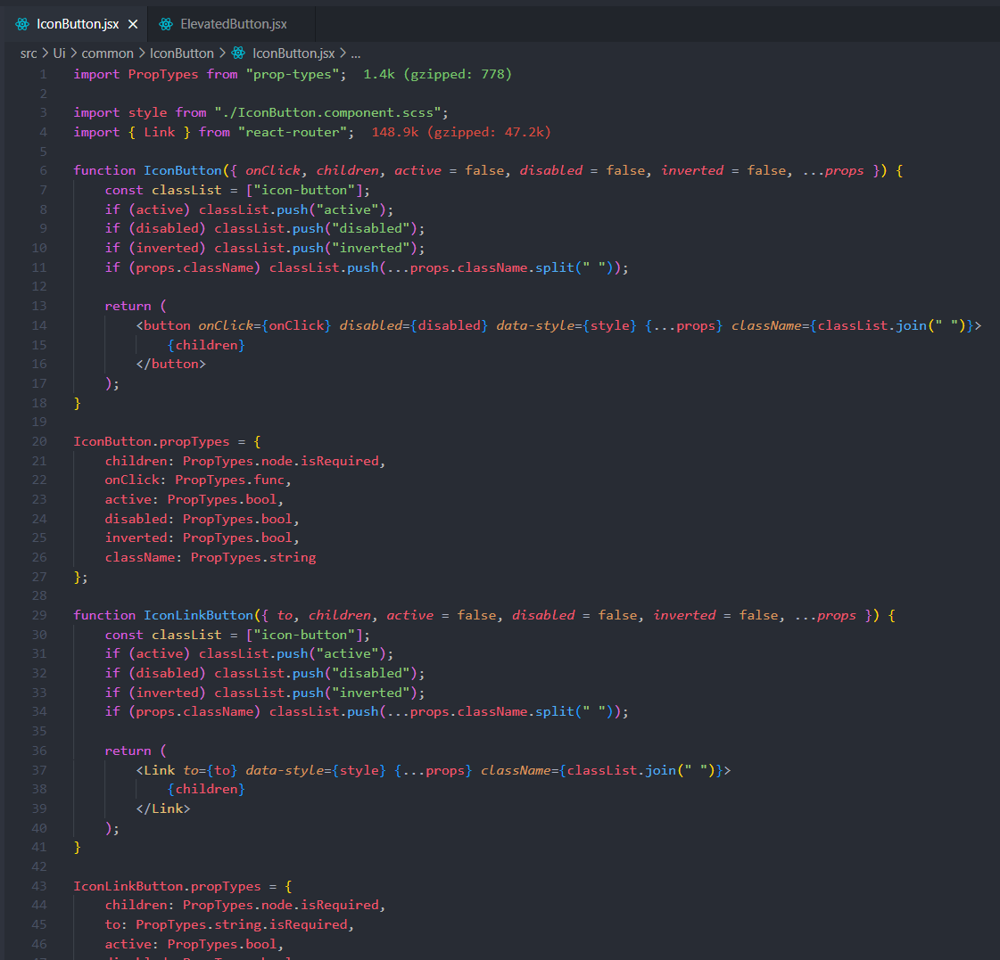 IconButton.jsx ElevatedButton.jsx
src > Ui > common > IconButton > IconButton.jsx > ...
1 import PropTypes from "prop-types"; 1.4k (gzipped: 778)
2
3 import style from "./IconButton.component.scss";
4 import { Link } from "react-router"; 148.9k (gzipped: 47.2k)
5
6 function IconButton({ onClick, children, active = false, disabled = false, inverted = false, ...props }) {
7     const classList = ["icon-button"];
8     if (active) classList.push("active");
9     if (disabled) classList.push("disabled");
10     if (inverted) classList.push("inverted");
11     if (props.className) classList.push(...props.className.split(" "));
12
13     return (
14         <button onClick={onClick} disabled={disabled} data-style={style} {...props} className={classList.join(" ")}>
15             {children}
16         </button>
17     );
18 }
19
20 IconButton.propTypes = {
21     children: PropTypes.node.isRequired,
22     onClick: PropTypes.func,
23     active: PropTypes.bool,
24     disabled: PropTypes.bool,
25     inverted: PropTypes.bool,
26     className: PropTypes.string
27 };
28
29 function IconLinkButton({ to, children, active = false, disabled = false, inverted = false, ...props }) {
30     const classList = ["icon-button"];
31     if (active) classList.push("active");
32     if (disabled) classList.push("disabled");
33     if (inverted) classList.push("inverted");
34     if (props.className) classList.push(...props.className.split(" "));
35
36     return (
37         <Link to={to} data-style={style} {...props} className={classList.join(" ")}>
38             {children}
39         </Link>
40     );
41 }
42
43 IconLinkButton.propTypes = {
44     children: PropTypes.node.isRequired,
45     to: PropTypes.string.isRequired,
46     active: PropTypes.bool,